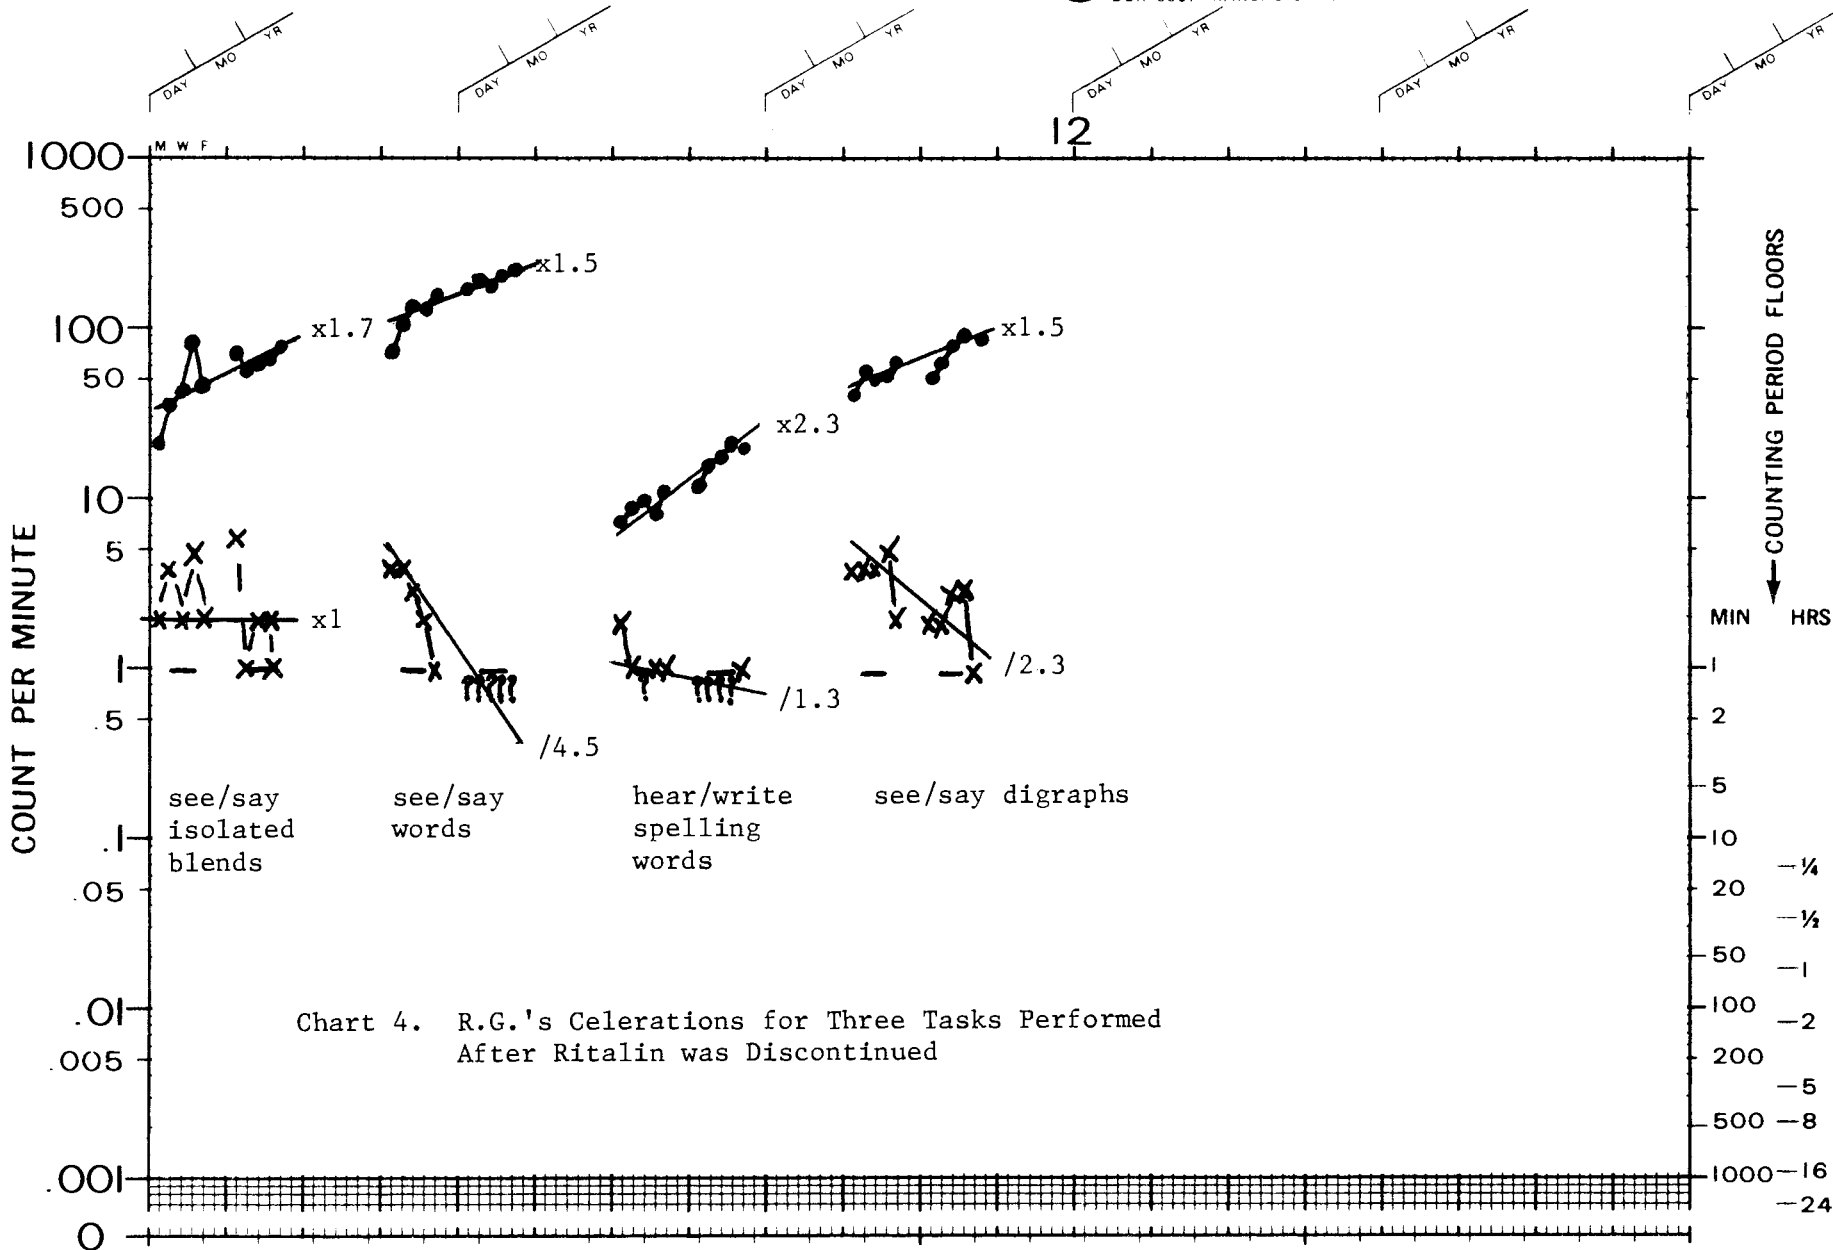 DAY MO YR
DAY MO YR
DAY MO YR
DAY MO YR
DAY MO YR
DAY MO YR
12
M W F
1000
500
100
50
10
5
1
.5
.1
.05
.01
.005
.001
0
COUNT PER MINUTE
x1.7
x1.5
x2.3
x1.5
x1
/4.5
/1.3
/2.3
see/say
isolated
blends
see/say
words
hear/write
spelling
words
see/say digraphs
Chart 4. R.G.'s Celerations for Three Tasks Performed
After Ritalin was Discontinued
COUNTING PERIOD FLOORS
MIN HRS
1
2
5
10
1/4
20
1/2
50
1
100
2
200
5
500
8
1000
16
24